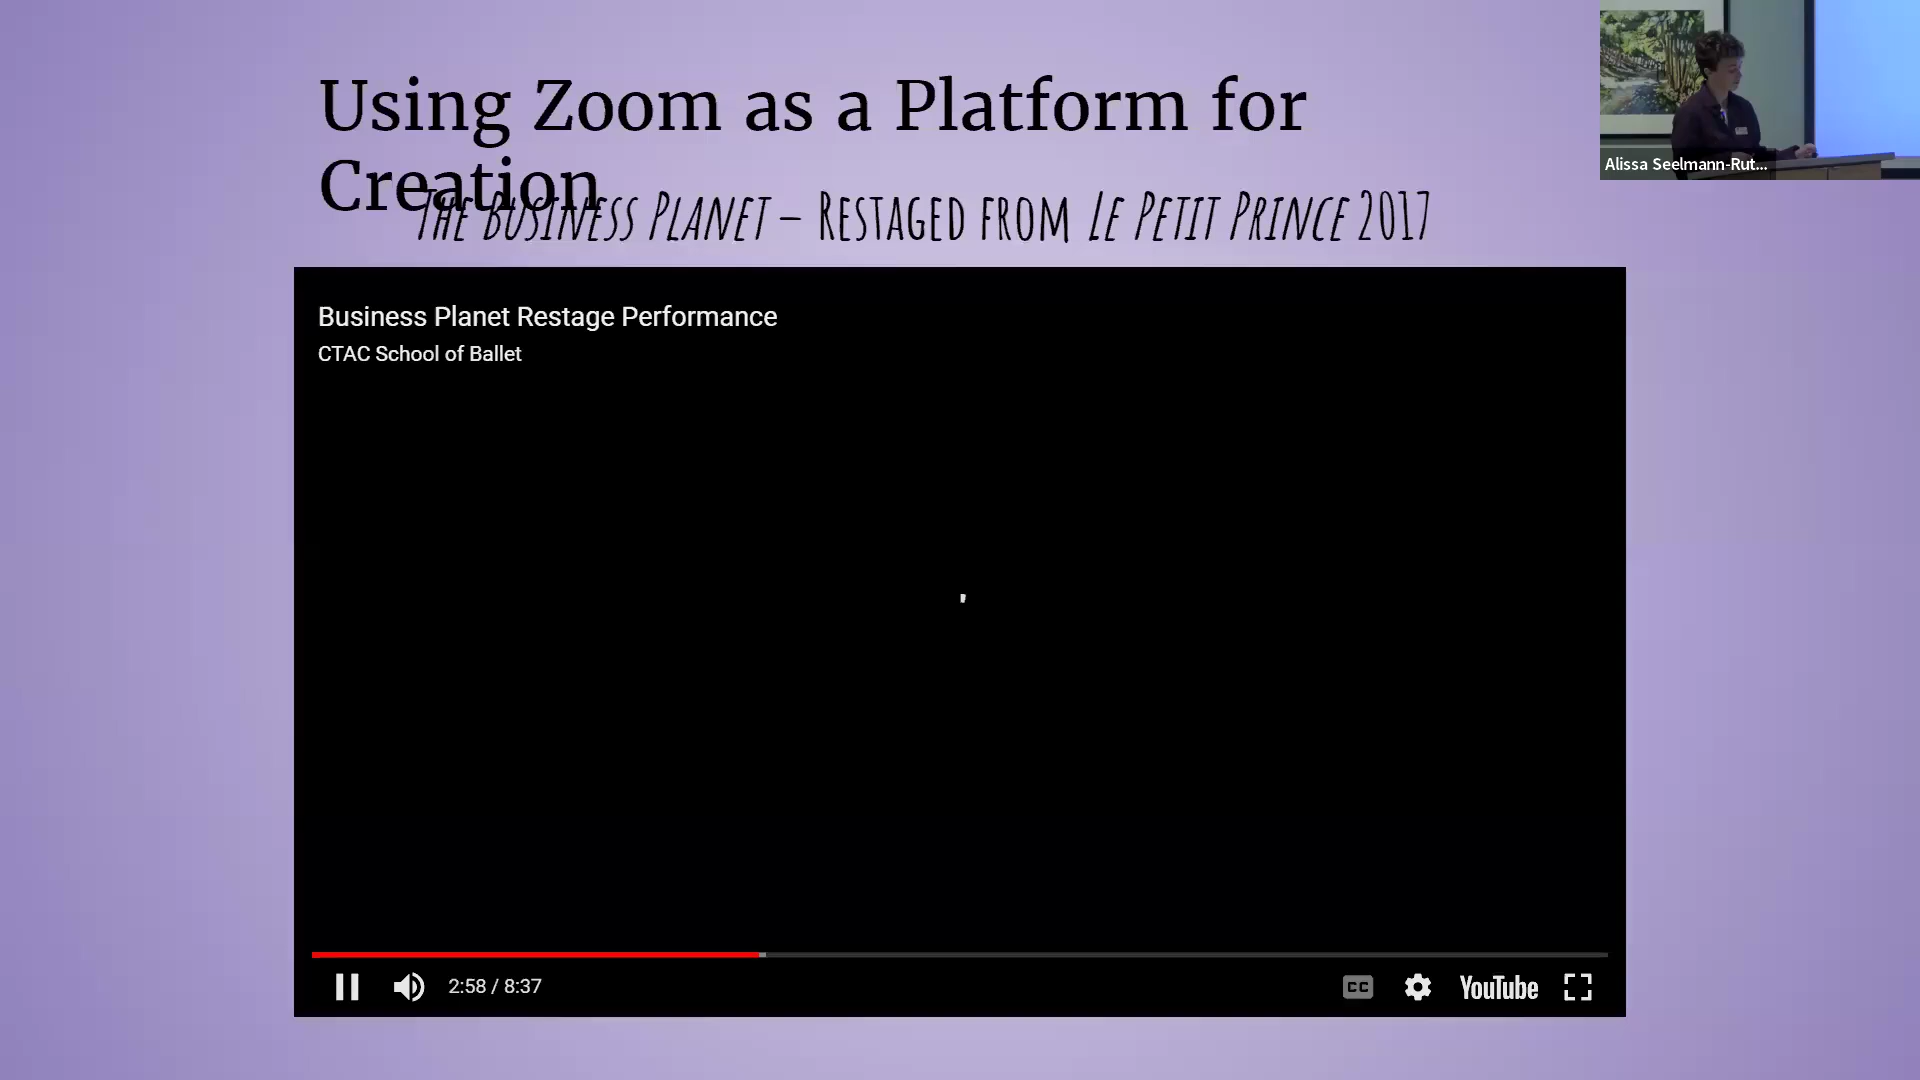 Using Zoom as a Platform for
Creation
The Business Planet – Restaged from Le Petit Prince 2017
Alissa Seelmann-Rut...
Business Planet Restage Performance
CTAC School of Ballet
2:58 / 8:37
CC
YouTube